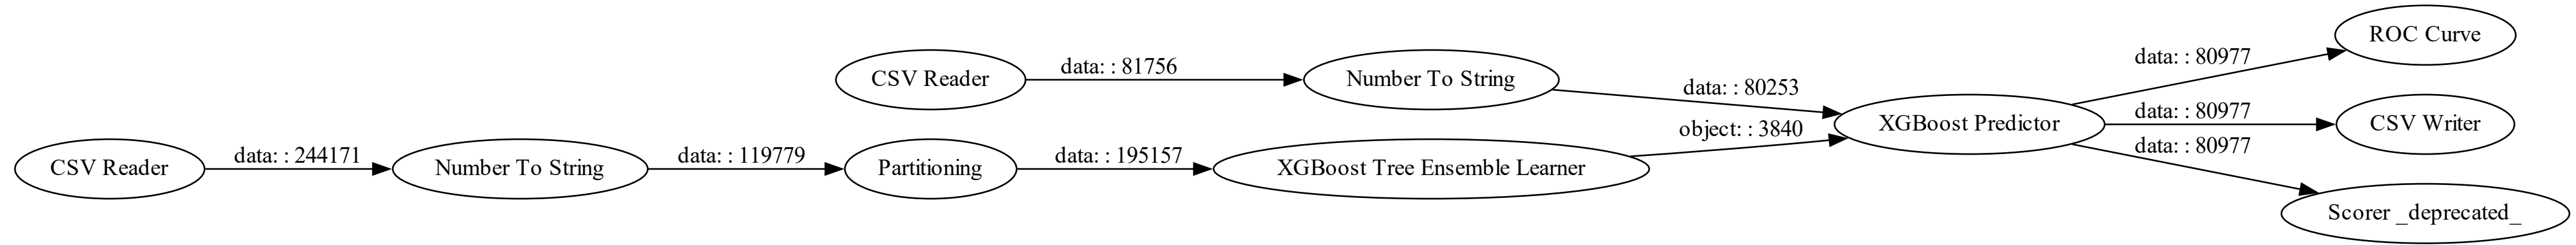 ROC Curve
data: : 80977
CSV Reader
data: : 81756
Number To String
data: : 80253
XGBoost Predictor
data: : 80977
CSV Writer
object: : 3840
data: : 80977
CSV Reader
data: : 244171
Number To String
data: : 119779
Partitioning
data: : 195157
XGBoost Tree Ensemble Learner
Scorer _deprecated_